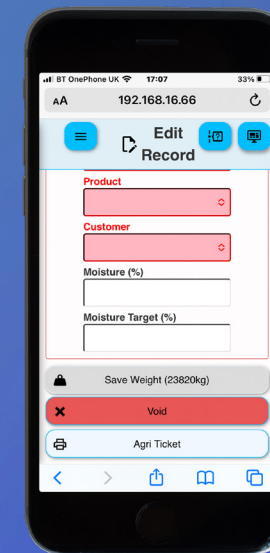 BT OnePhone UK 17:07 33%
AA 192.168.16.66
Edit
Record
Product
Customer
Moisture (%)
Moisture Target (%)
Save Weight (23820kg)
Void
Agri Ticket